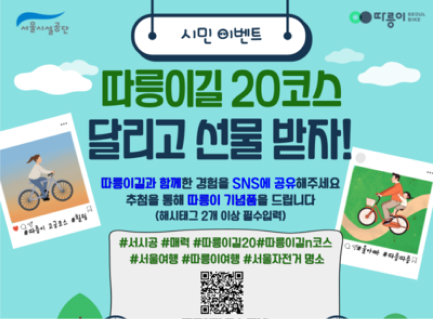 서울시설공단
따릉이
시민 이벤트
따릉이길 20코스
달리고 선물 받자!
따릉이길과 함께한 경험을 SNS에 공유해주세요
추첨을 통해 따릉이 기념품을 드립니다
(해시태그 2개 이상 필수입력)
#서시공 #매력 #따릉이길20#따릉이길n코스
#서울여행 #따릉이여행 #서울자전거 명소